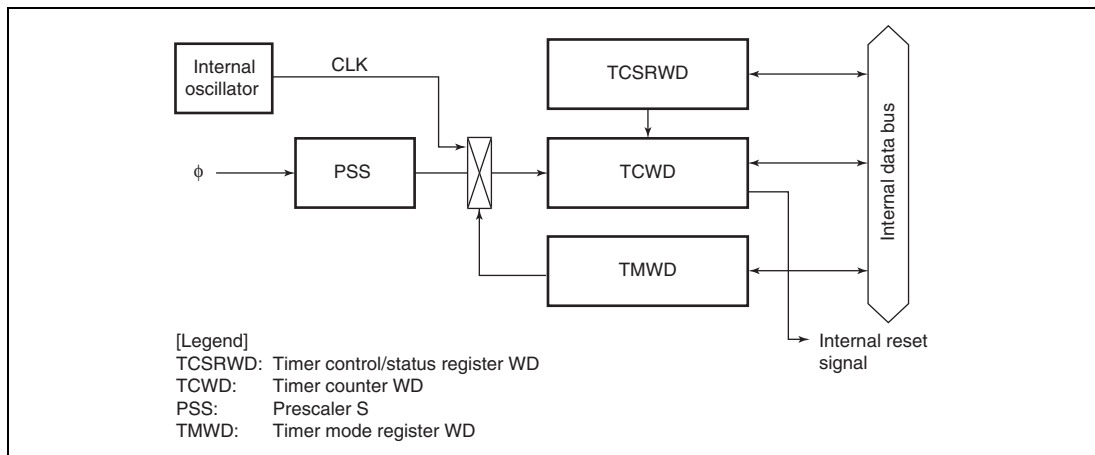 Internal
oscillator
CLK
φ
PSS
TCSRWD
TCWD
TMWD
Internal data bus
Internal reset
signal
[Legend]
TCSRWD: Timer control/status register WD
TCWD: Timer counter WD
PSS: Prescaler S
TMWD: Timer mode register WD